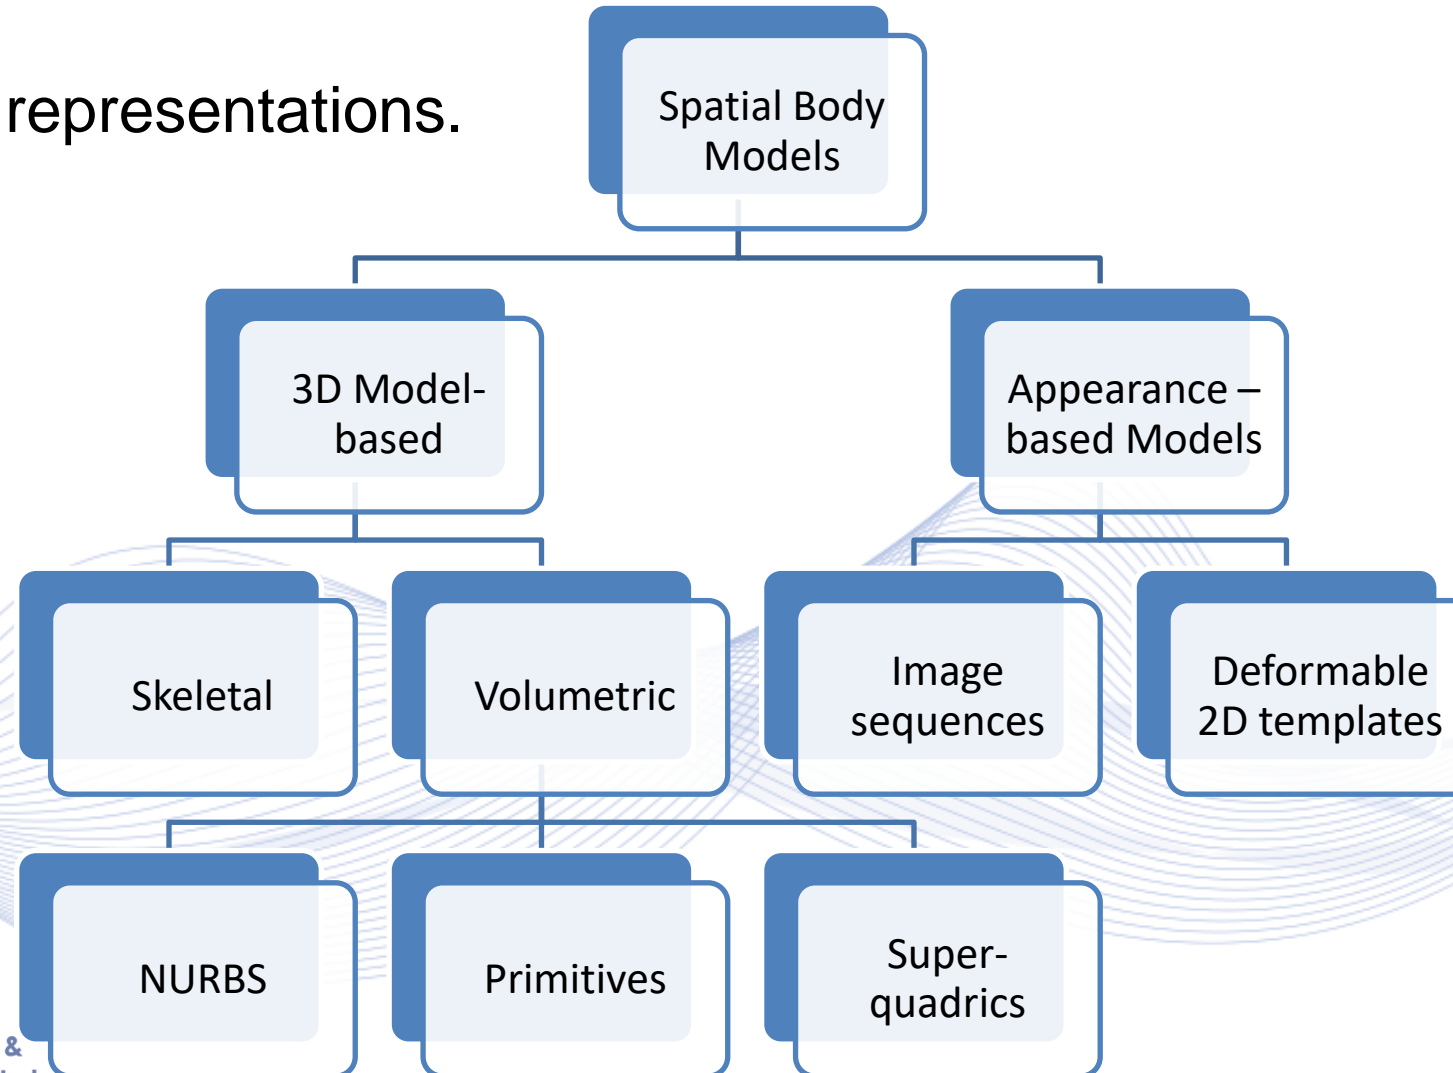 representations.
Spatial Body
Models
3D Model-
based
Appearance –
based Models
Skeletal
Volumetric
Image
sequences
Deformable
2D templates
NURBS
Primitives
Super-
quadrics
&